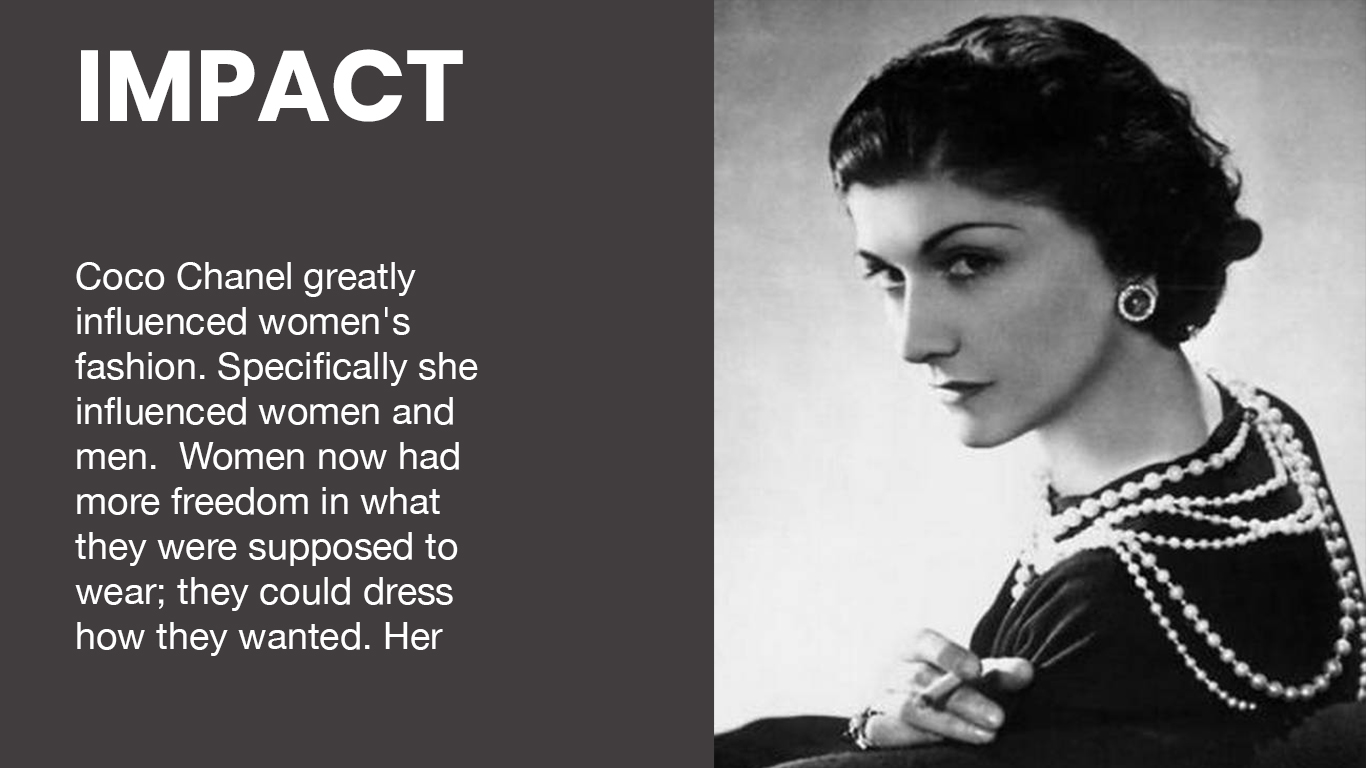 IMPACT
Coco Chanel greatly
influenced women's
fashion. Specifically she
influenced women and
men.  Women now had
more freedom in what
they were supposed to
wear; they could dress
how they wanted. Her